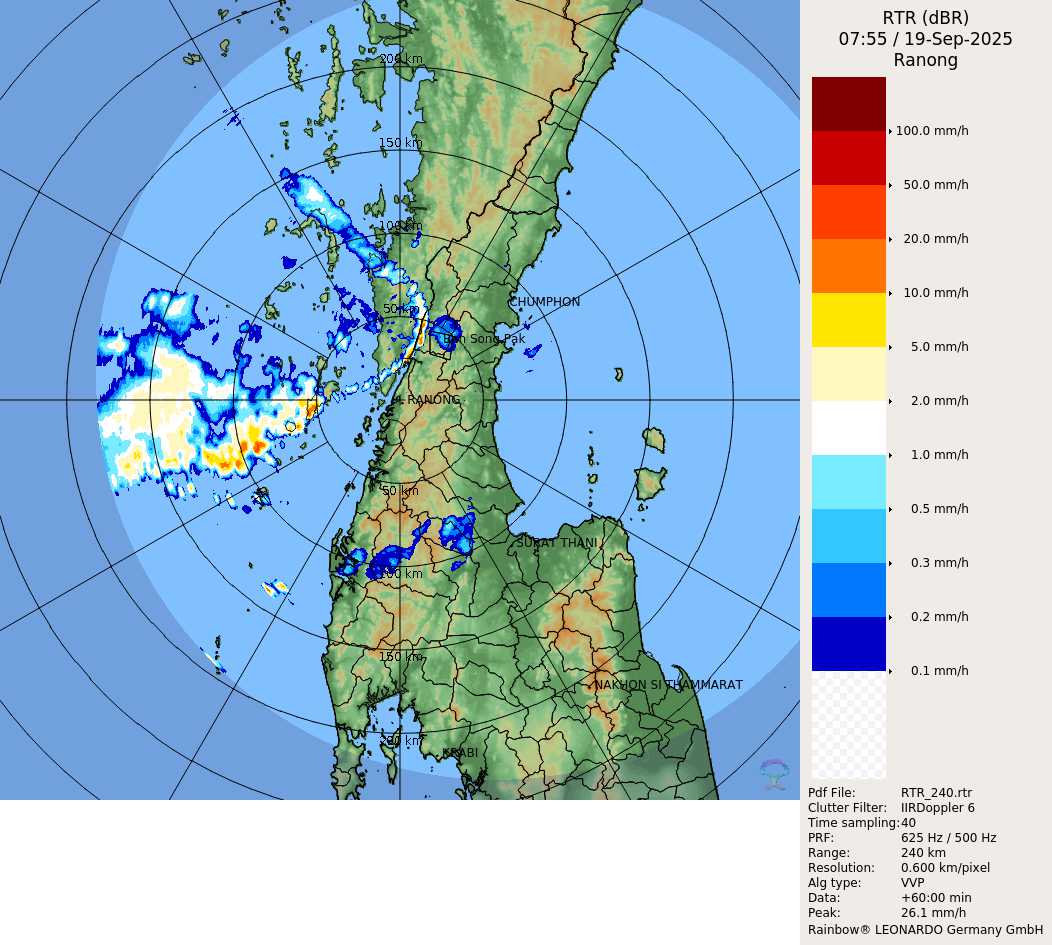 RTR (dBR)
07:55 / 19-Sep-2025
Ranong
200 km
150 km
100 km
50 km
CHUMPHON
Ban Song Pak
RANONG
50 km
SURAT THANI
100 km
150 km
NAKHON SI THAMMARAT
200 km
KRABI
100.0 mm/h
50.0 mm/h
20.0 mm/h
10.0 mm/h
5.0 mm/h
2.0 mm/h
1.0 mm/h
0.5 mm/h
0.3 mm/h
0.2 mm/h
0.1 mm/h
Pdf File: RTR_240.rtr
Clutter Filter: IIRDoppler 6
Time sampling: 40
PRF: 625 Hz / 500 Hz
Range: 240 km
Resolution: 0.600 km/pixel
Alg type: VVP
Data: +60:00 min
Peak: 26.1 mm/h
Rainbow® LEONARDO Germany GmbH